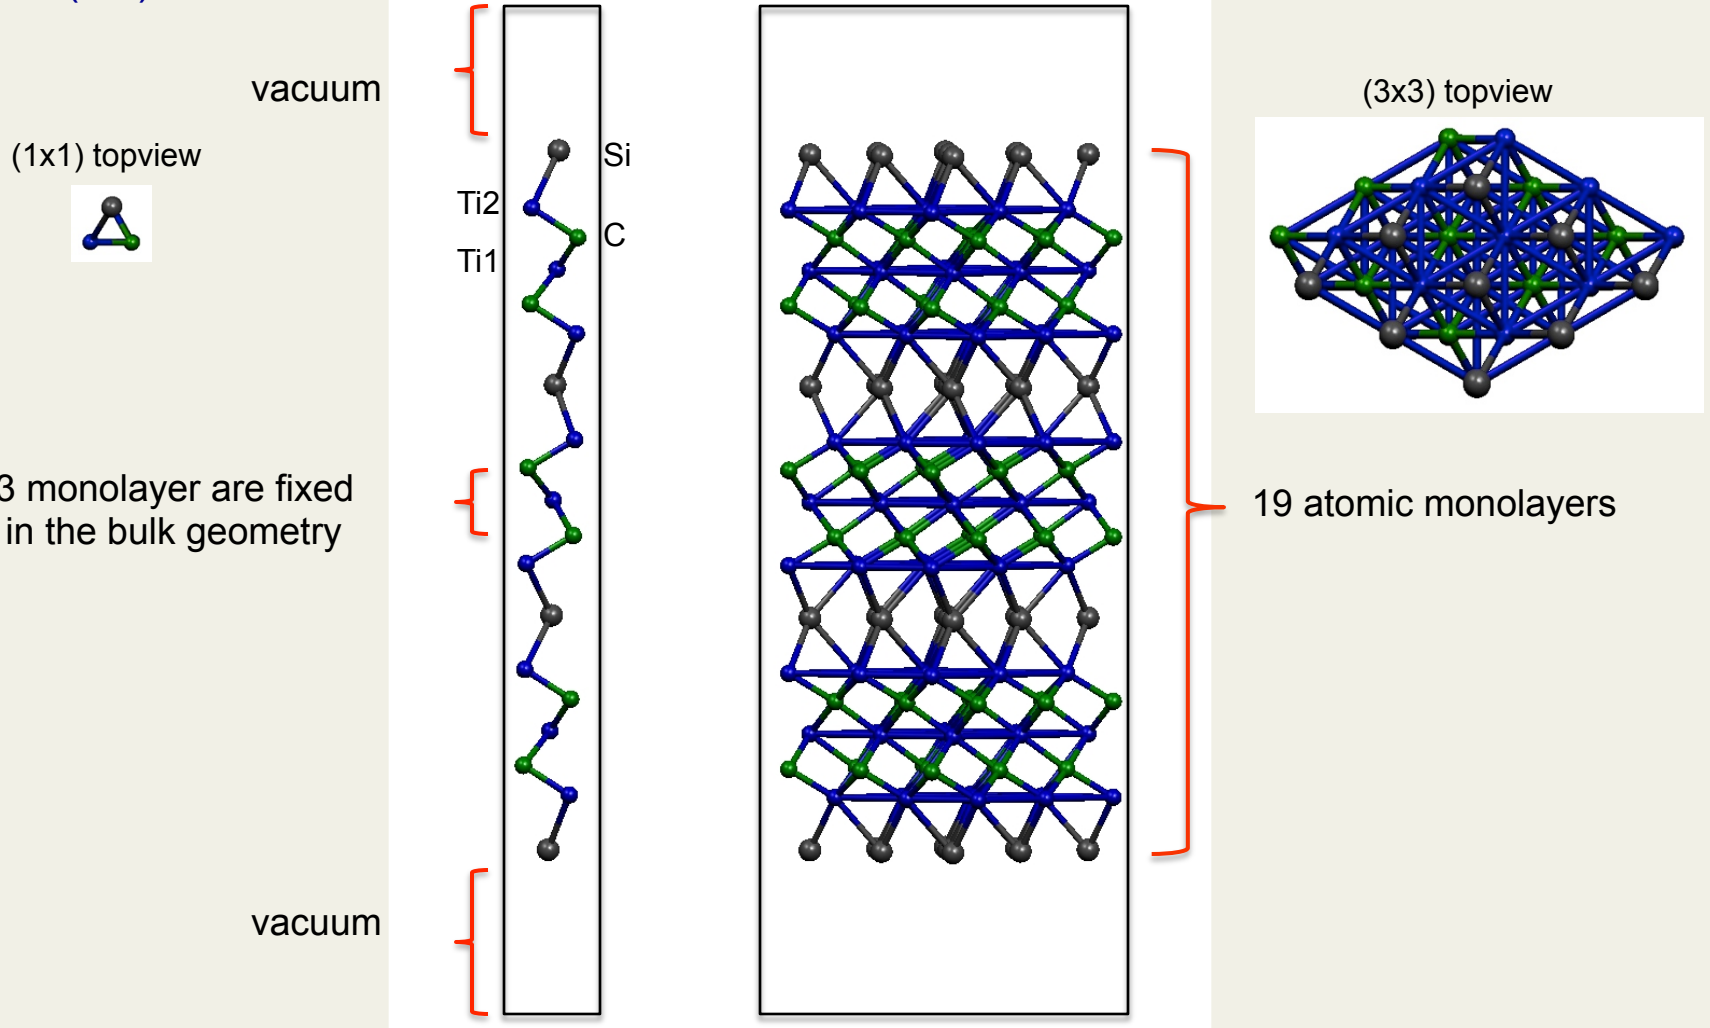 vacuum
(1x1) topview
(3x3) topview
Si
Ti2
C
Ti1
3 monolayer are fixed
in the bulk geometry
19 atomic monolayers
vacuum